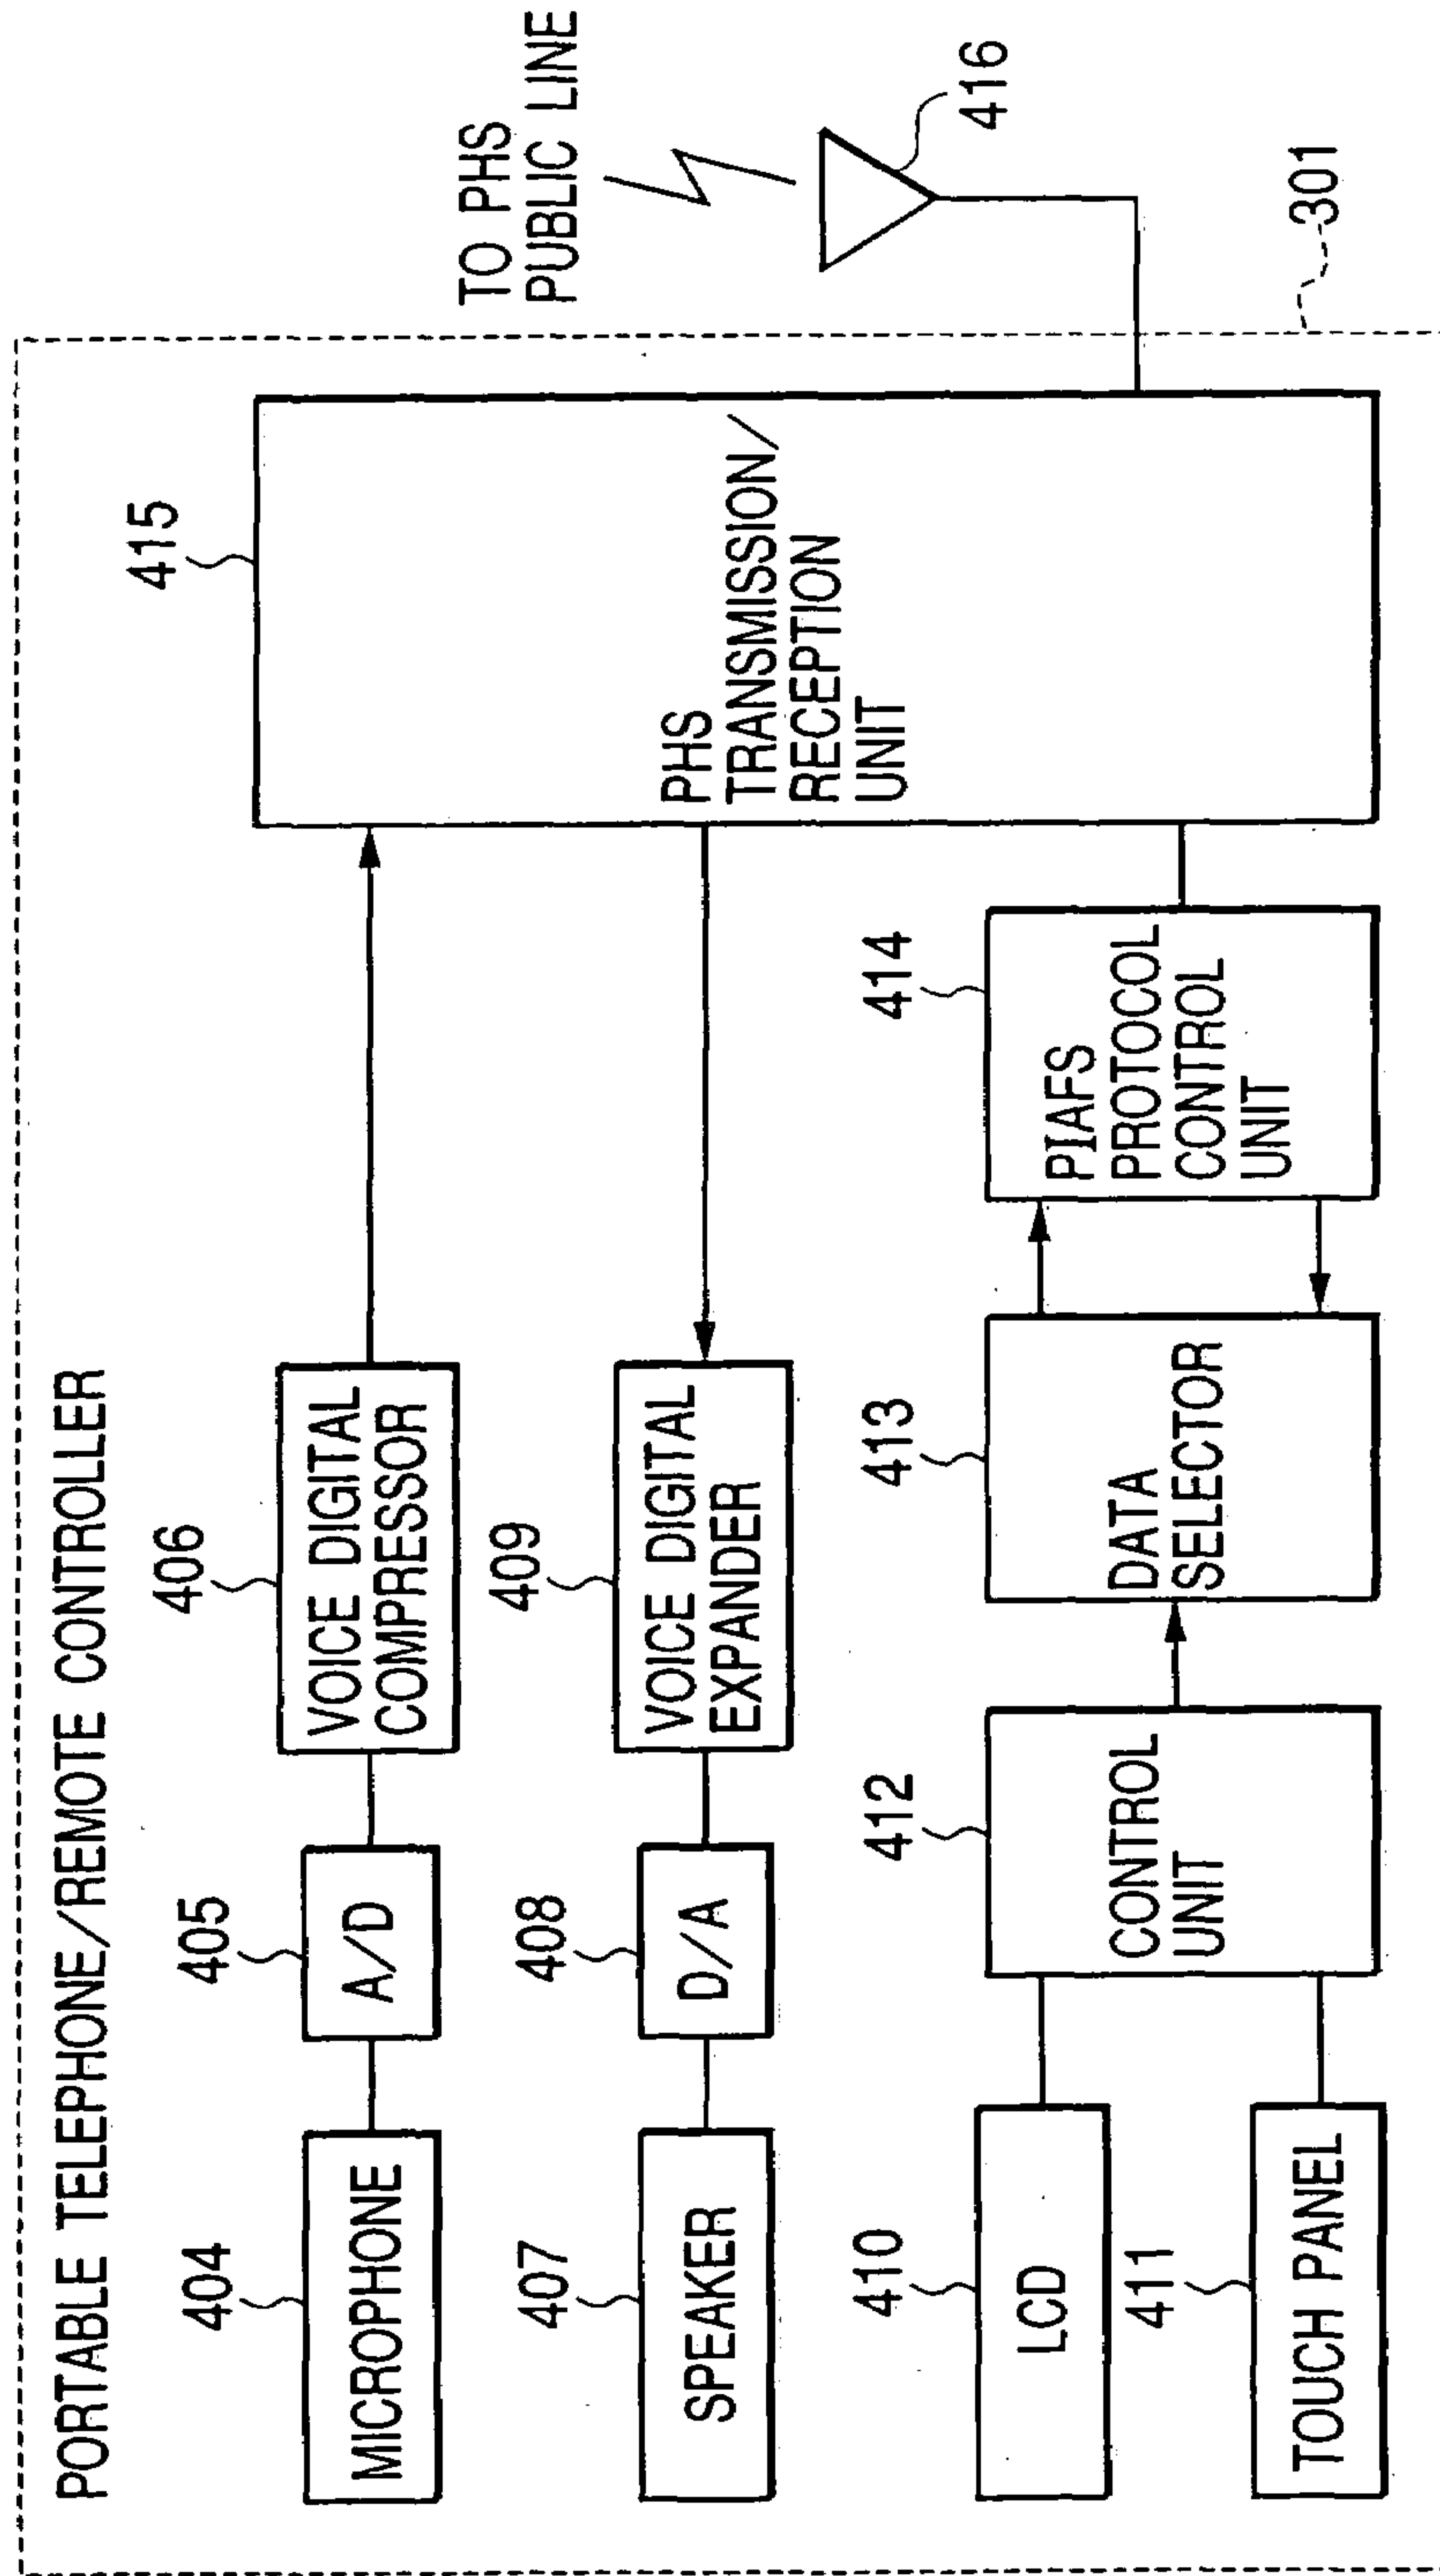 PORTABLE TELEPHONE/REMOTE CONTROLLER
404
MICROPHONE
405
A/D
406
VOICE DIGITAL
COMPRESSOR
407
SPEAKER
408
D/A
409
VOICE DIGITAL
EXPANDER
410
LCD
411
TOUCH PANEL
412
CONTROL
UNIT
413
DATA
SELECTOR
414
PIAFS
PROTOCOL
CONTROL
UNIT
415
PHS
TRANSMISSION/
RECEPTION
UNIT
TO PHS
PUBLIC LINE
416
301